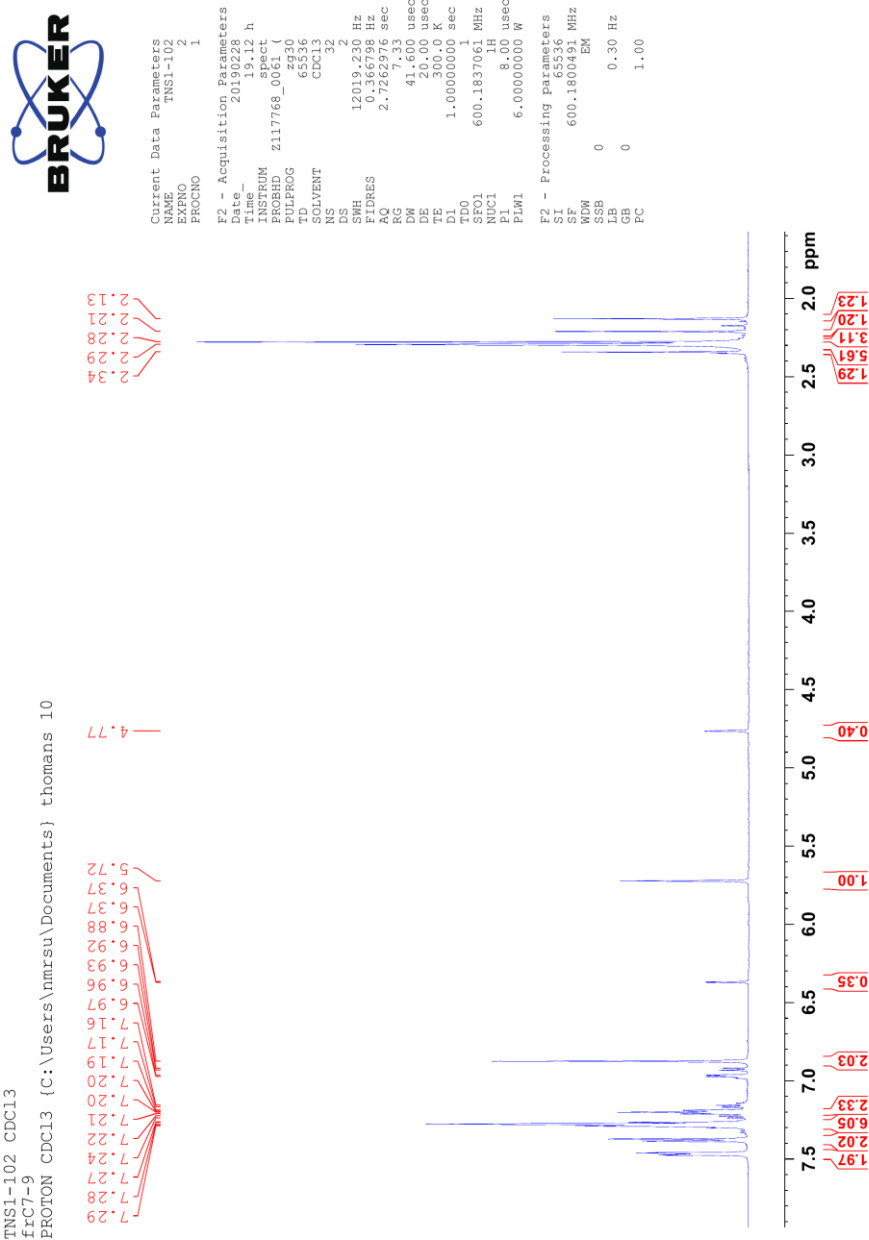 TNS1-102 CDCl3
frC7-9
PROTON CDCl3 {C:\Users\nmrsu\Documents} thomans 10
BRUKER
Current Data Parameters
NAME TNS1-102
EXPNO 2
PROCNO 1
F2 - Acquisition Parameters
Date_ 20190228
Time_ 19.12 h
INSTRUM spect
PROBHD Z117768_0061 (
PULPROG zg30
TD 65536
SOLVENT CDCl3
NS 32
DS 2
SWH 12019.230 Hz
FIDRES 0.366798 Hz
AQ 2.7262976 sec
RG 7.33
DW 41.600 usec
DE 20.00 usec
TE 300.0 K
D1 1.00000000 sec
TD0 1
SFO1 600.1837061 MHz
NUC1 1H
P1 8.00 usec
PLW1 6.00000000 W
F2 - Processing parameters
SI 65536
SF 600.1800491 MHz
WDW EM
SSB 0
LB 0.30 Hz
GB 0
PC 1.00
7.29
7.28
7.27
7.24
7.22
7.21
7.20
7.20
7.19
7.17
7.16
6.97
6.96
6.93
6.92
6.88
6.37
6.37
5.72
4.77
2.34
2.29
2.28
2.21
2.13
7.5 7.0 6.5 6.0 5.5 5.0 4.5 4.0 3.5 3.0 2.5 2.0 ppm
1.97
2.02
6.05
2.33
2.03
0.35
1.00
0.40
1.29
5.61
3.11
1.20
1.23